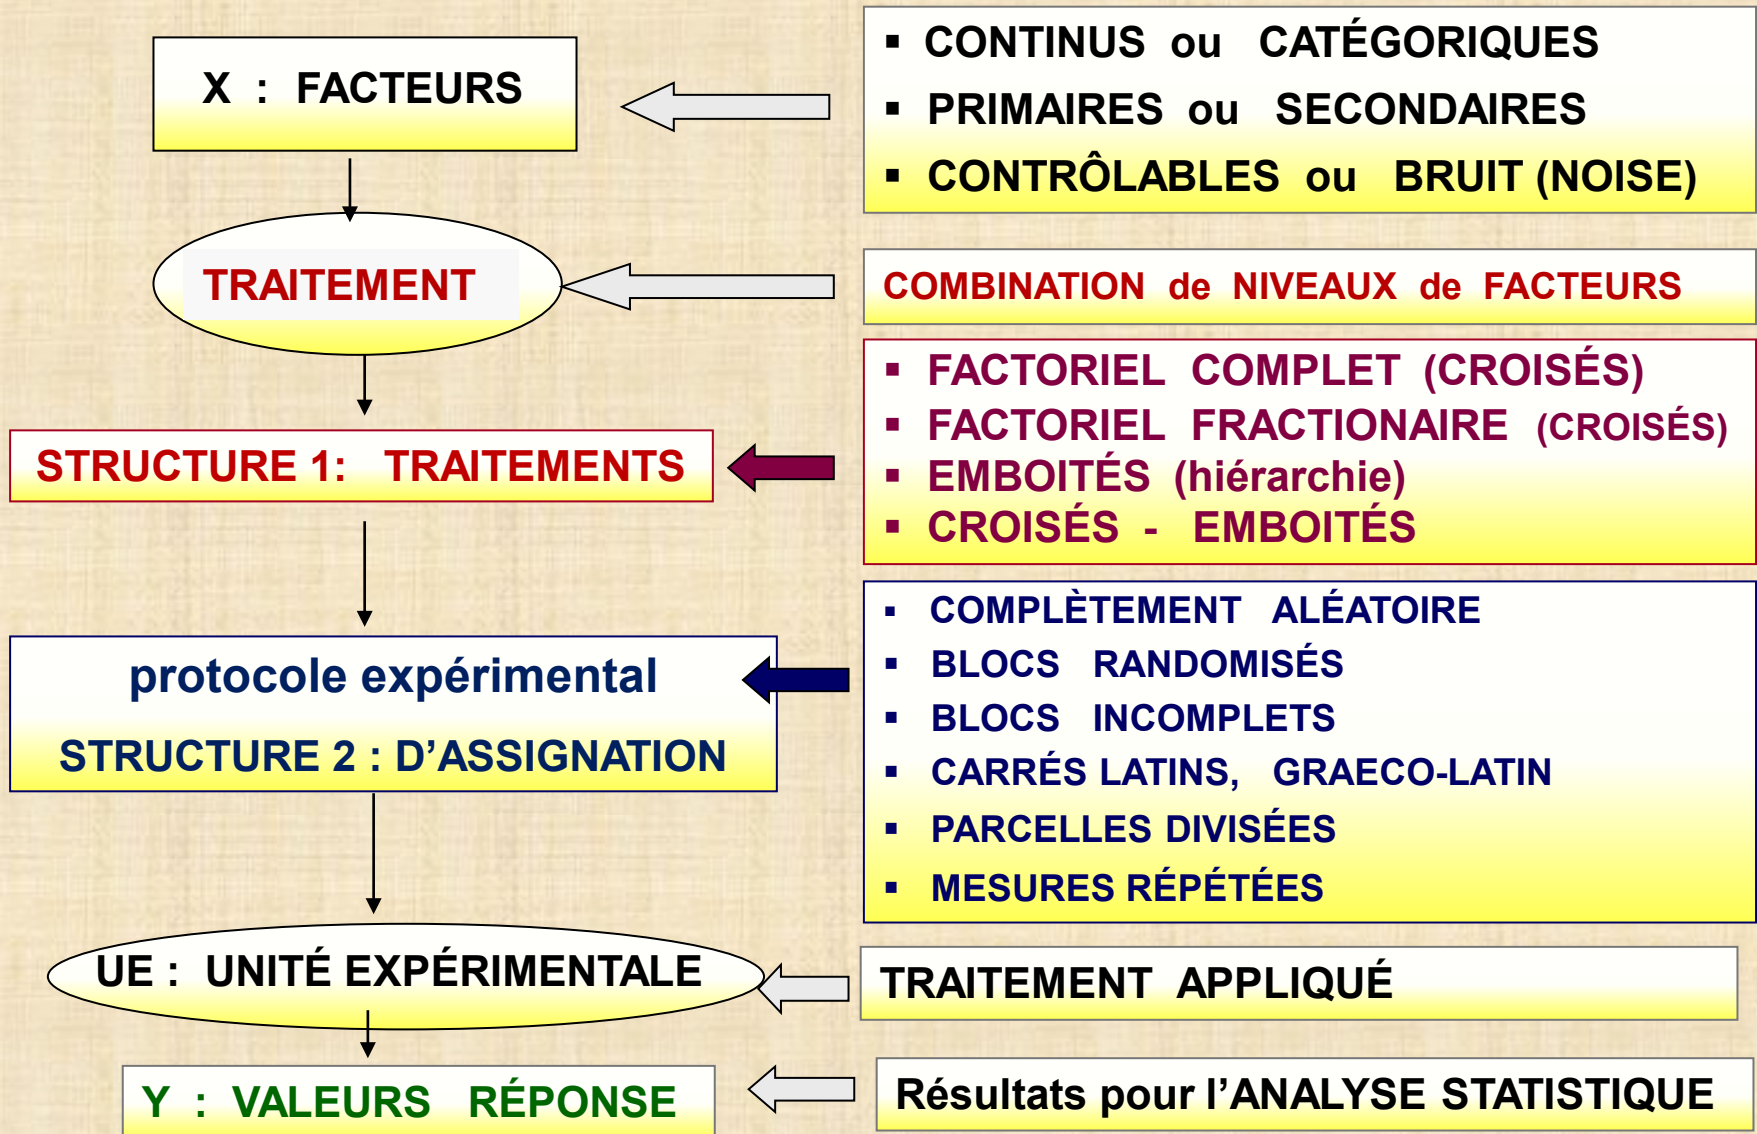 X : FACTEURS
▪ CONTINUS ou CATÉGORIQUES
▪ PRIMAIRES ou SECONDAIRES
▪ CONTRÔLABLES ou BRUIT (NOISE)
TRAITEMENT
COMBINATION de NIVEAUX de FACTEURS
STRUCTURE 1: TRAITEMENTS
▪ FACTORIEL COMPLET (CROISÉS)
▪ FACTORIEL FRACTIONAIRE (CROISÉS)
▪ EMBOITÉS (hiérarchie)
▪ CROISÉS - EMBOITÉS
protocole expérimental
STRUCTURE 2 : D’ASSIGNATION
▪ COMPLÈTEMENT ALÉATOIRE
▪ BLOCS RANDOMISÉS
▪ BLOCS INCOMPLETS
▪ CARRÉS LATINS, GRAECO-LATIN
▪ PARCELLES DIVISÉES
▪ MESURES RÉPÉTÉES
UE : UNITÉ EXPÉRIMENTALE
TRAITEMENT APPLIQUÉ
Y : VALEURS RÉPONSE
Résultats pour l’ANALYSE STATISTIQUE